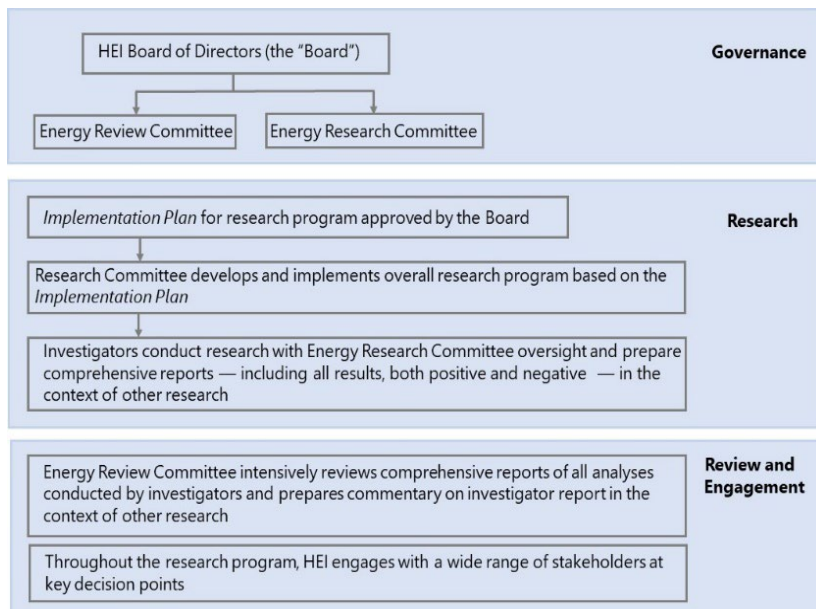 HEI Board of Directors (the “Board”)
Governance
Energy Review Committee
Energy Research Committee
Implementation Plan for research program approved by the Board
Research
Research Committee develops and implements overall research program based on the
Implementation Plan
Investigators conduct research with Energy Research Committee oversight and prepare
comprehensive reports — including all results, both positive and negative — in the
context of other research
Review and
Engagement
Energy Review Committee intensively reviews comprehensive reports of all analyses
conducted by investigators and prepares commentary on investigator report in the
context of other research
Throughout the research program, HEI engages with a wide range of stakeholders at
key decision points